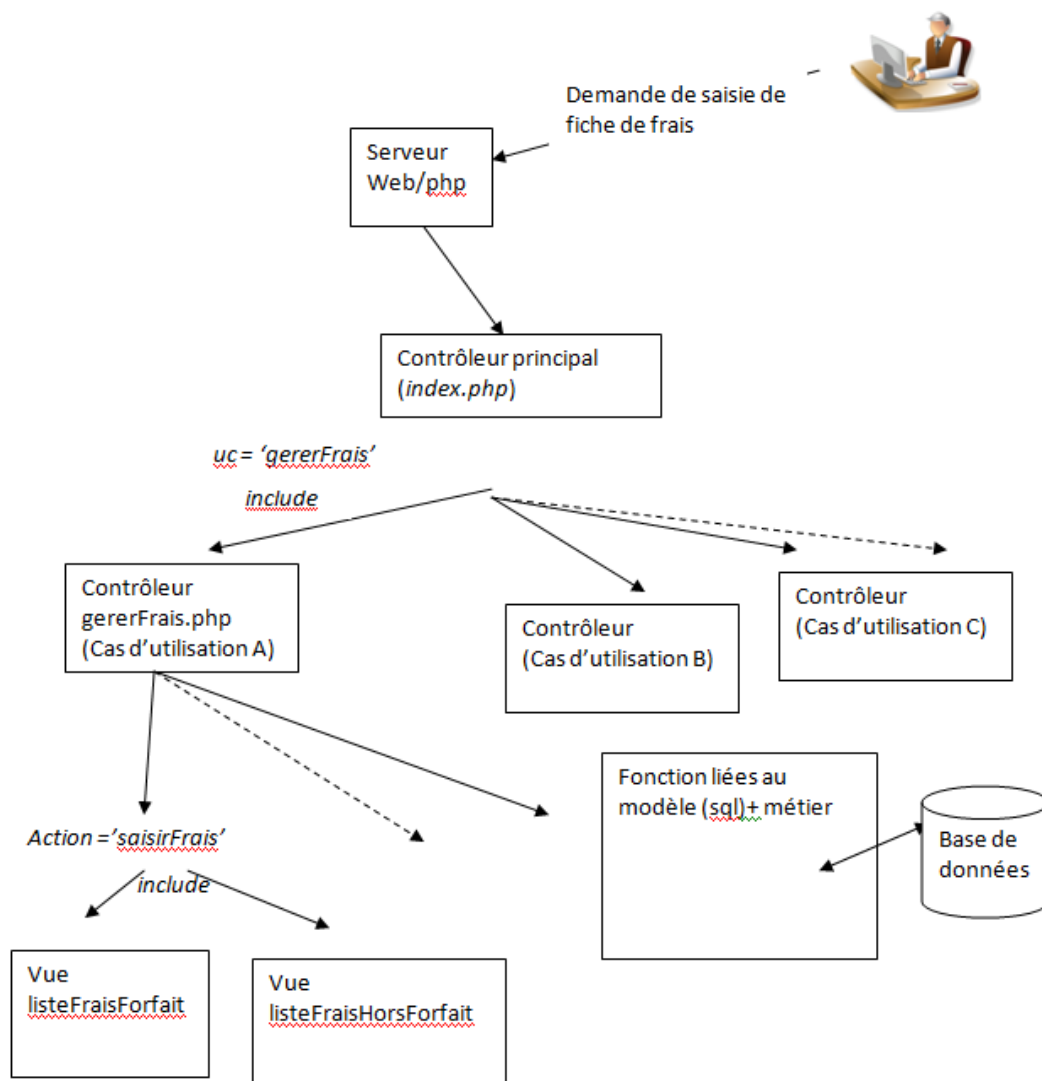 Demande de saisie de
fiche de frais
Serveur
Web/php
Contrôleur principal
(index.php)
uc = ‘gererFrais’
include
Contrôleur
gererFrais.php
(Cas d’utilisation A)
Contrôleur
(Cas d’utilisation B)
Contrôleur
(Cas d’utilisation C)
Fonction liées au
modèle (sql)+ métier
Base de
données
Action =’saisirFrais’
include
Vue
listeFraisForfait
Vue
listeFraisHorsForfait